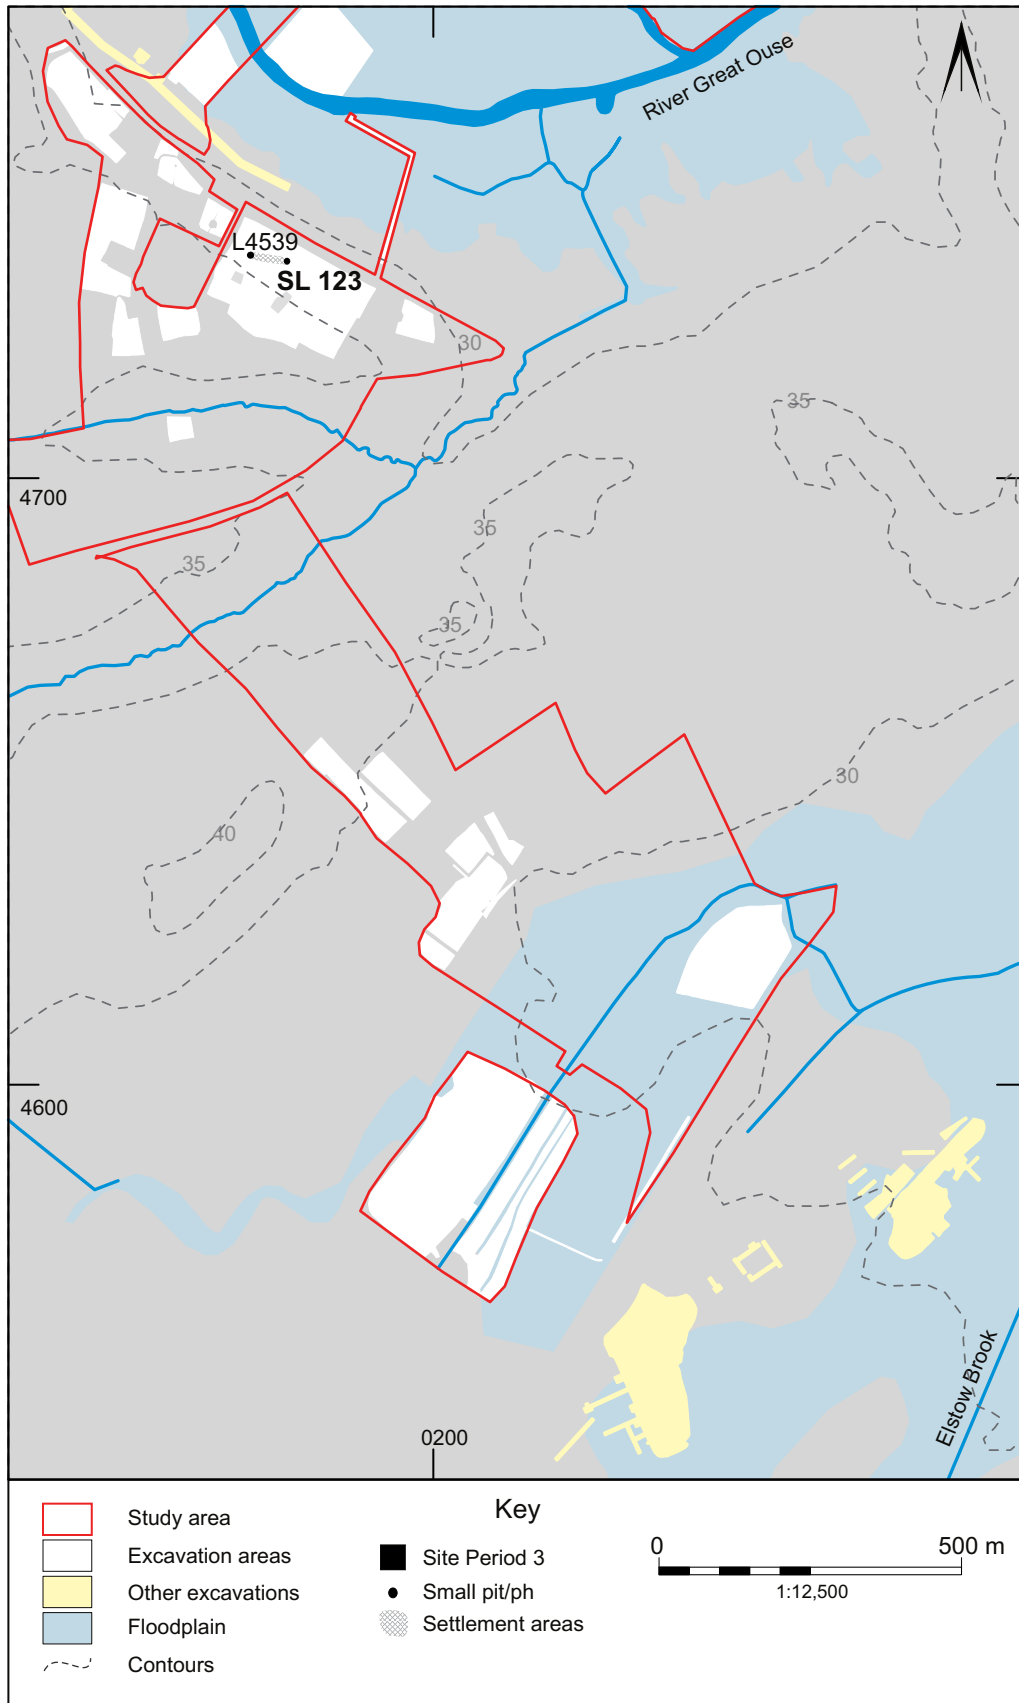 River Great Ouse
L4539
SL 123
30
35
4700
35
35
35
30
40
4600
0200
Elstow Brook
Key
Study area
Excavation areas
Other excavations
Floodplain
Contours
Site Period 3
Small pit/ph
Settlement areas
0 500 m
1:12,500